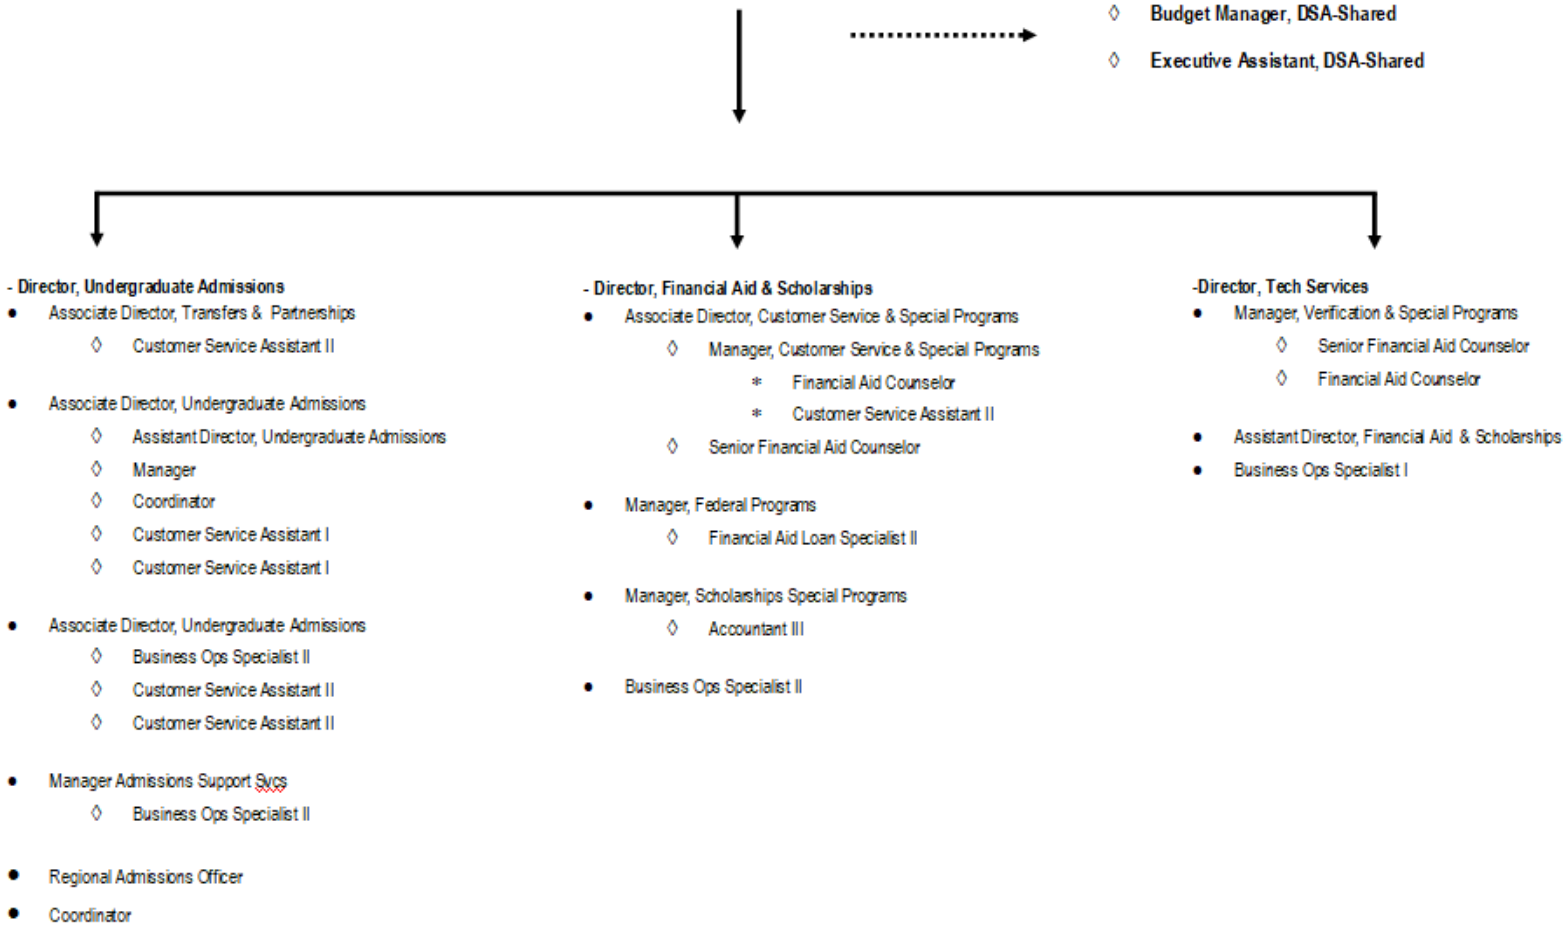 ◊ Budget Manager, DSA-Shared
◊ Executive Assistant, DSA-Shared
- Director, Undergraduate Admissions
● Associate Director, Transfers & Partnerships
◊ Customer Service Assistant II
● Associate Director, Undergraduate Admissions
◊ Assistant Director, Undergraduate Admissions
◊ Manager
◊ Coordinator
◊ Customer Service Assistant I
◊ Customer Service Assistant I
● Associate Director, Undergraduate Admissions
◊ Business Ops Specialist II
◊ Customer Service Assistant II
◊ Customer Service Assistant II
● Manager Admissions Support Svcs
◊ Business Ops Specialist II
● Regional Admissions Officer
● Coordinator
- Director, Financial Aid & Scholarships
● Associate Director, Customer Service & Special Programs
◊ Manager, Customer Service & Special Programs
* Financial Aid Counselor
* Customer Service Assistant II
◊ Senior Financial Aid Counselor
● Manager, Federal Programs
◊ Financial Aid Loan Specialist II
● Manager, Scholarships Special Programs
◊ Accountant III
● Business Ops Specialist II
-Director, Tech Services
● Manager, Verification & Special Programs
◊ Senior Financial Aid Counselor
◊ Financial Aid Counselor
● Assistant Director, Financial Aid & Scholarships
● Business Ops Specialist I